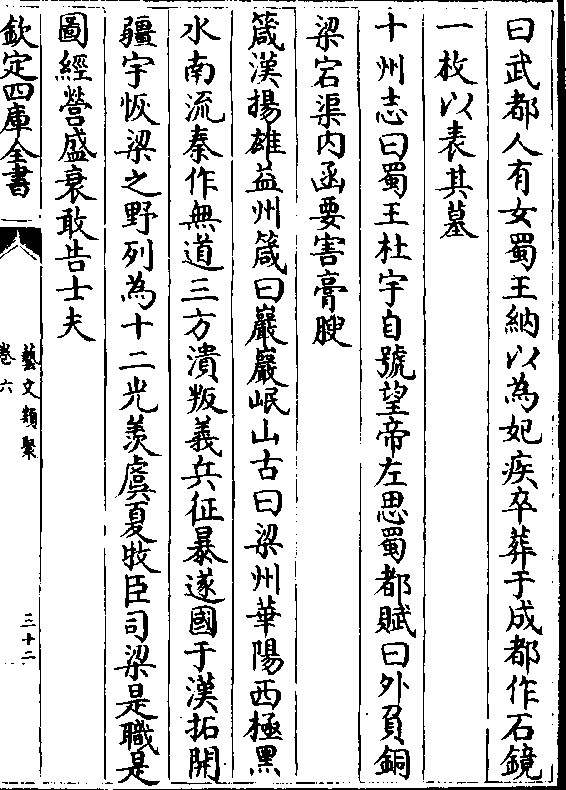 曰武都人有女蜀王納以為妃疾卒葬于成都作石鏡
一枚以表其墓
十州志曰蜀王杜宇自號望帝左思蜀都賦曰外負銅
梁宕渠内函要害膏腴
箴漢揚雄益州箴曰巖巖岷山古曰梁州華陽西極黑
水南流秦作無道三方潰叛義兵征暴遂國于漢拓開
疆宇恢梁之野列為十二光羨虞夏牧臣司梁是職是
圖經營盛衰敢告士夫
欽定四庫全書
藝文類聚
卷六
三十二